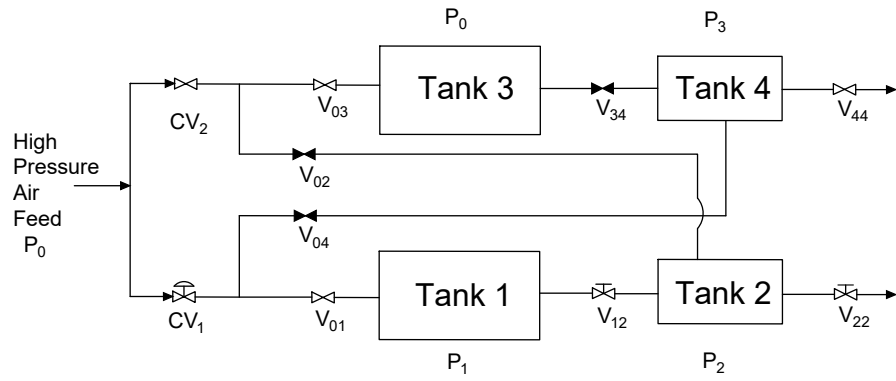 P₀
P₃
Tank 3
Tank 4
V₀₃
V₃₄
V₄₄
CV₂
High
Pressure
Air
Feed
P₀
V₀₂
V₀₄
Tank 1
Tank 2
CV₁
V₀₁
V₁₂
V₂₂
P₁
P₂